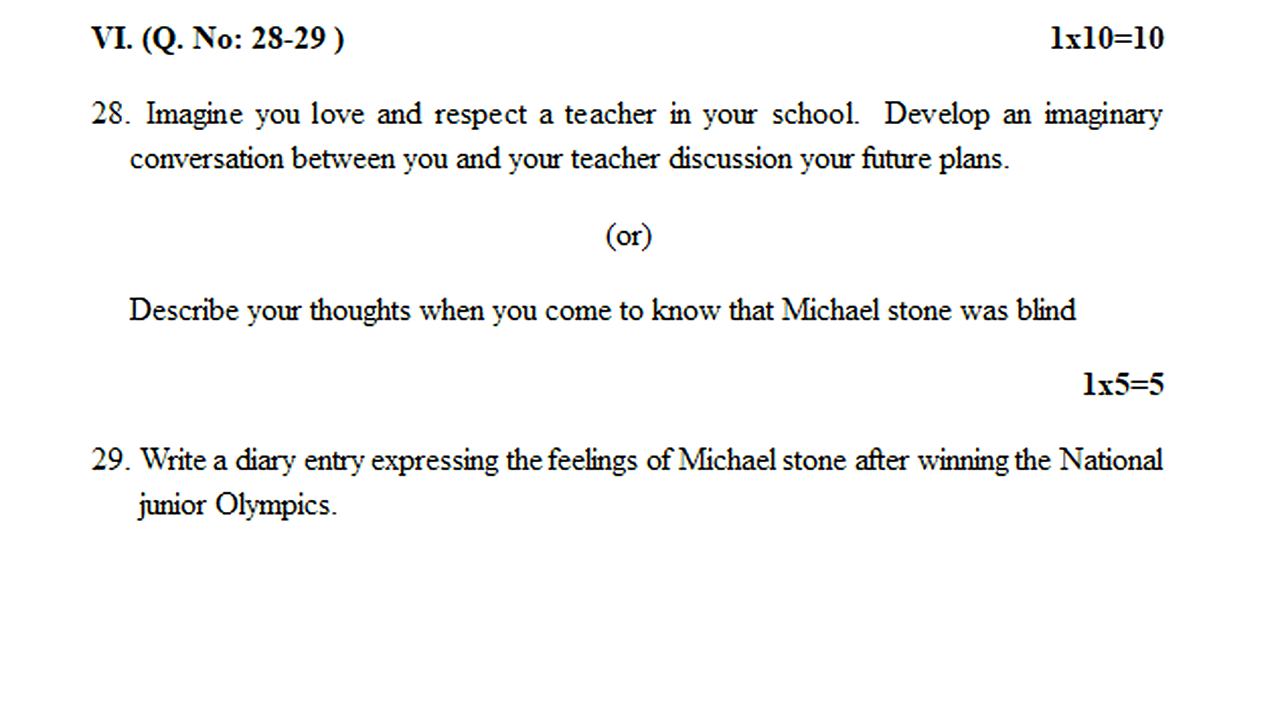 VI. (Q. No: 28-29 ) 1x10=10
28. Imagine you love and respect a teacher in your school. Develop an imaginary
conversation between you and your teacher discussion your future plans.
(or)
Describe your thoughts when you come to know that Michael stone was blind
1x5=5
29. Write a diary entry expressing the feelings of Michael stone after winning the National
junior Olympics.